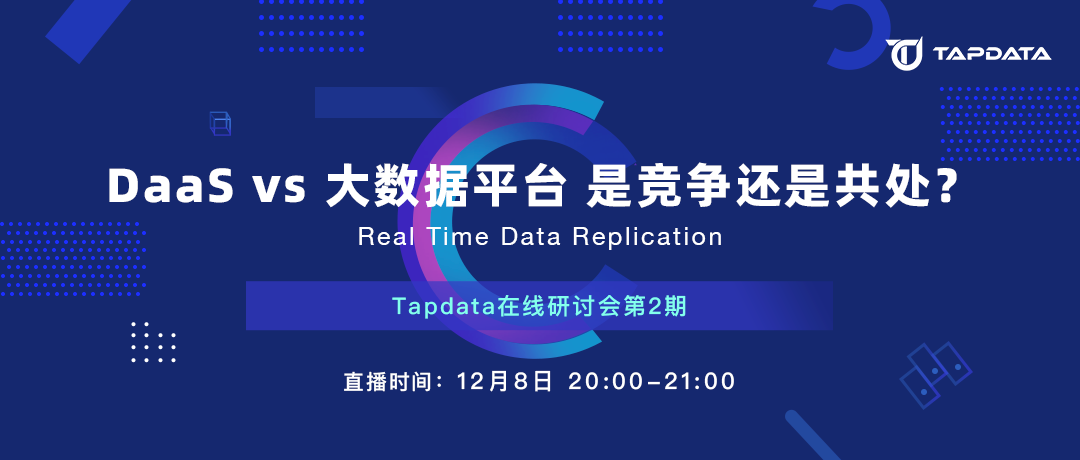 TAPDATA
DaaS vs 大数据平台 是竞争还是共处?
Real Time Data Replication
Tapdata在线研讨会第2期
直播时间：12月8日 20:00-21:00